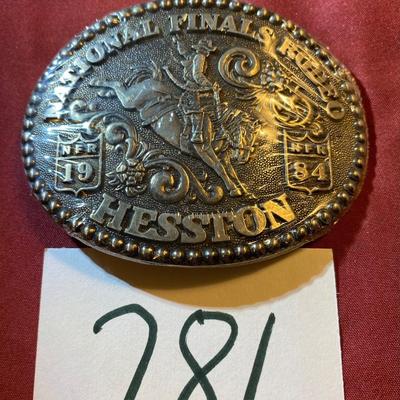 NATIONAL FINALS RODEO
NFR NFR
19 84
HESSTON
281